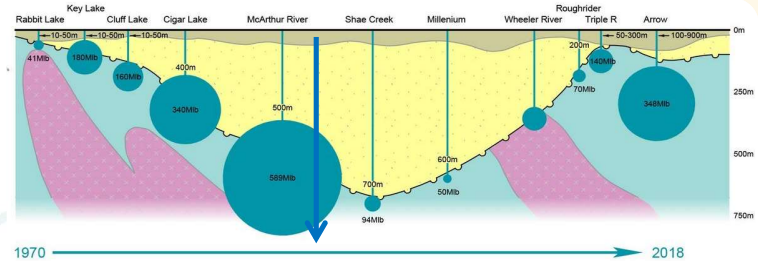 Key Lake
Roughrider
Rabbit Lake
Cluff Lake
Cigar Lake
McArthur River
Shae Creek
Millenium
Wheeler River
Triple R
Arrow
0m
10-50m
10-50m
10-50m
50-300m
100-900m
200m
41Mlb
180Mlb
140Mlb
400m
160Mlb
70Mlb
250m
340Mlb
348Mlb
500m
500m
600m
589Mlb
700m
50Mlb
94Mlb
750m
1970
2018